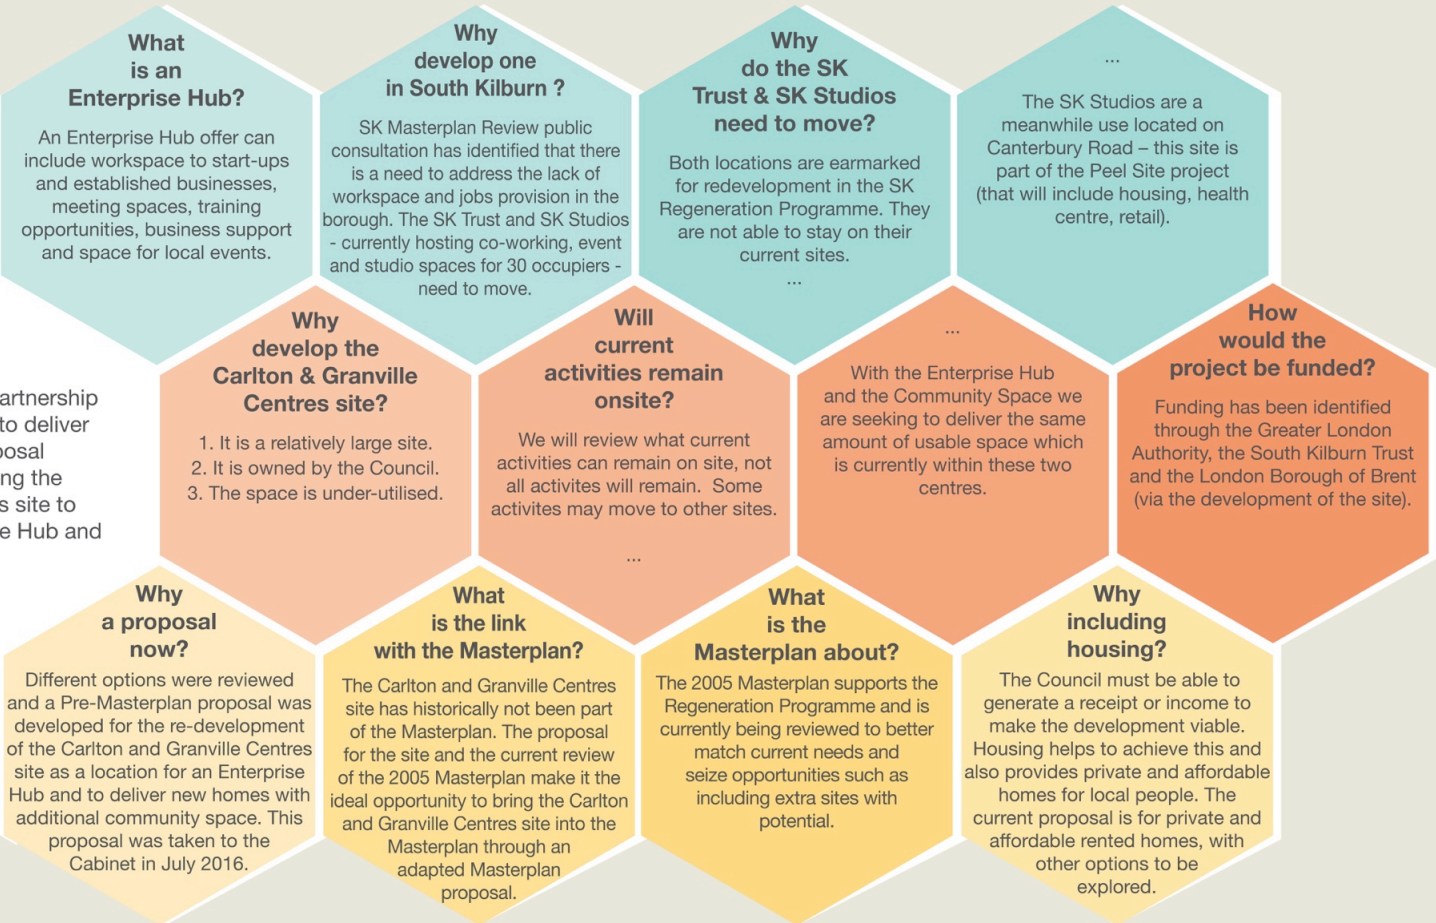 What
is an
Enterprise Hub?
An Enterprise Hub offer can
include workspace to start-ups
and established businesses,
meeting spaces, training
opportunities, business support
and space for local events.
Why
develop one
in South Kilburn ?
SK Masterplan Review public
consultation has identified that there
is a need to address the lack of
workspace and jobs provision in the
borough. The SK Trust and SK Studios
- currently hosting co-working, event
and studio spaces for 30 occupiers -
need to move.
Why
do the SK
Trust & SK Studios
need to move?
Both locations are earmarked
for redevelopment in the SK
Regeneration Programme. They
are not able to stay on their
current sites.
...
...
The SK Studios are a
meanwhile use located on
Canterbury Road – this site is
part of the Peel Site project
(that will include housing, health
centre, retail).
artnership
to deliver
posal
ng the
s site to
e Hub and
Why
develop the
Carlton & Granville
Centres site?
1. It is a relatively large site.
2. It is owned by the Council.
3. The space is under-utilised.
Will
current
activities remain
onsite?
We will review what current
activities can remain on site, not
all activites will remain.  Some
activites may move to other sites.
...
...
With the Enterprise Hub
and the Community Space we
are seeking to deliver the same
amount of usable space which
is currently within these two
centres.
How
would the
project be funded?
Funding has been identified
through the Greater London
Authority, the South Kilburn Trust
and the London Borough of Brent
(via the development of the site).
Why
a proposal
now?
Different options were reviewed
and a Pre-Masterplan proposal was
developed for the re-development
of the Carlton and Granville Centres
site as a location for an Enterprise
Hub and to deliver new homes with
additional community space. This
proposal was taken to the
Cabinet in July 2016.
What
is the link
with the Masterplan?
The Carlton and Granville Centres
site has historically not been part
of the Masterplan. The proposal
for the site and the current review
of the 2005 Masterplan make it the
ideal opportunity to bring the Carlton
and Granville Centres site into the
Masterplan through an
adapted Masterplan
proposal.
What
is the
Masterplan about?
The 2005 Masterplan supports the
Regeneration Programme and is
currently being reviewed to better
match current needs and
seize opportunities such as
including extra sites with
potential.
Why
including
housing?
The Council must be able to
generate a receipt or income to
make the development viable.
Housing helps to achieve this and
also provides private and affordable
homes for local people. The
current proposal is for private and
affordable rented homes, with
other options to be
explored.